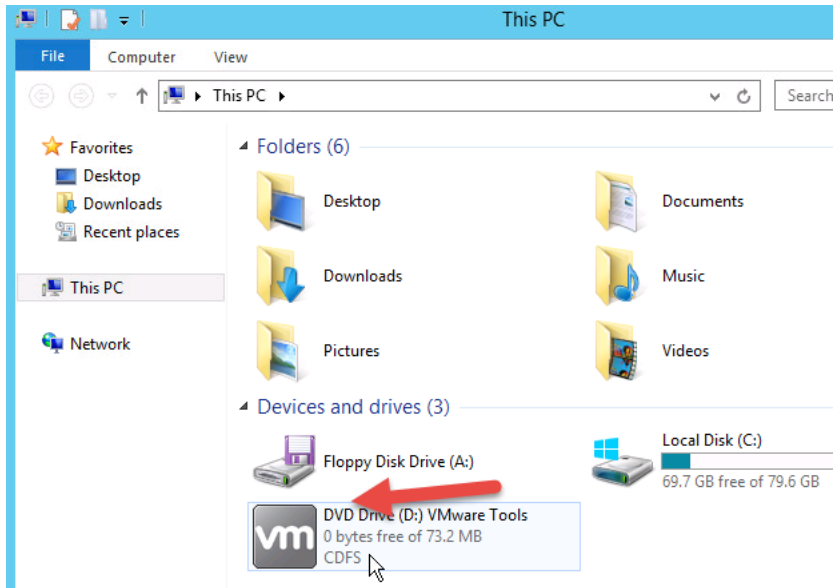 This PC
File Computer View
This PC
Search
Favorites
Desktop
Downloads
Recent places
This PC
Network
Folders (6)
Desktop
Documents
Downloads
Music
Pictures
Videos
Devices and drives (3)
Floppy Disk Drive (A:)
Local Disk (C:)
69.7 GB free of 79.6 GB
vm
DVD Drive (D:) VMware Tools
0 bytes free of 73.2 MB
CDFS